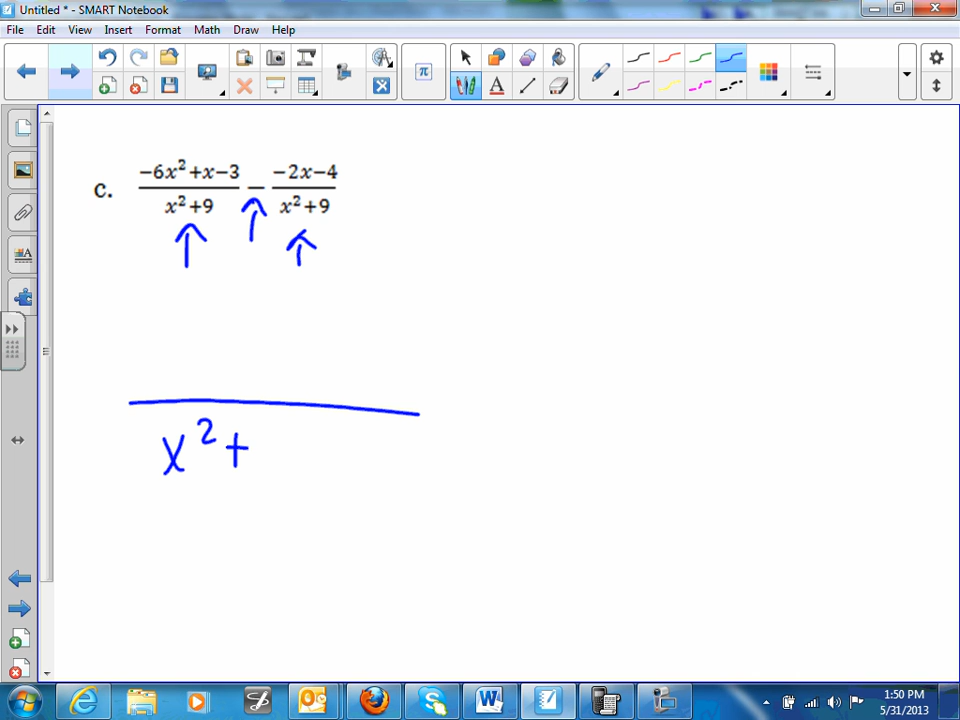 Untitled * - SMART Notebook
File Edit View Insert Format Math Draw Help
π
A
c. −6x²+x−3 / x²+9 − −2x−4 / x²+9
x² +
1:50 PM
5/31/2013